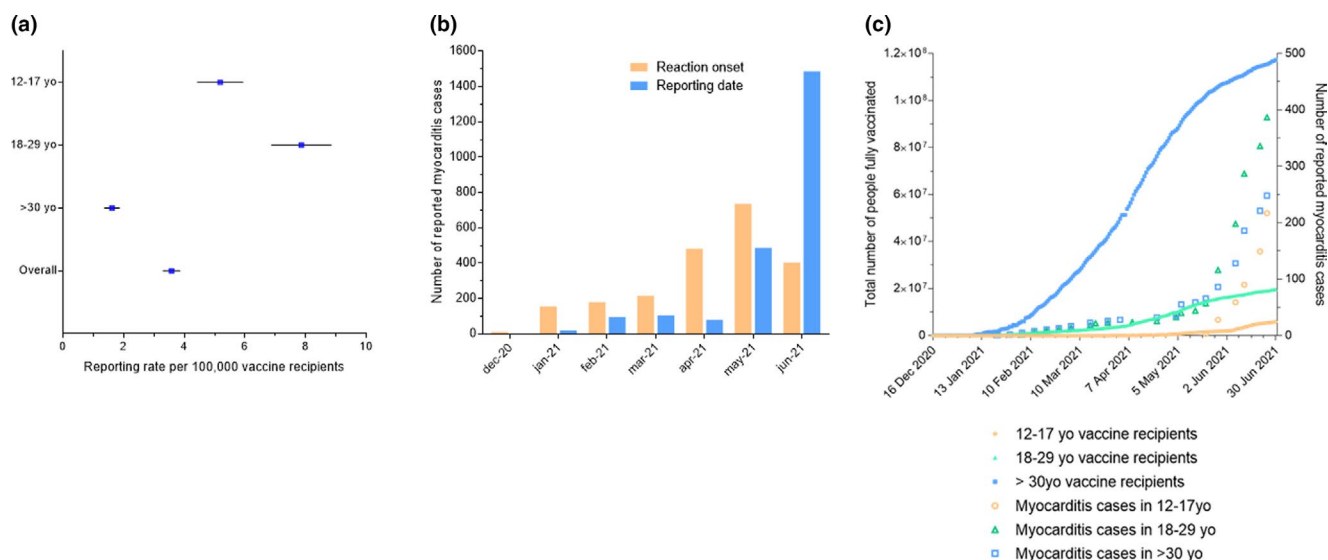 (a)
12-17 yo
18-29 yo
>30 yo
Overall
0 2 4 6 8 10
Reporting rate per 100,000 vaccine recipients
(b)
Number of reported myocarditis cases
1600
1400
1200
1000
800
600
400
200
0
Reaction onset
Reporting date
dec-20 jan-21 feb-21 mar-21 apr-21 may-21 jun-21
(c)
Total number of people fully vaccinated
1.2×10⁸
1×10⁸
8×10⁷
6×10⁷
4×10⁷
2×10⁷
0
500
400
300
200
100
0
Number of reported myocarditis cases
16 Dec 2020 13 Jan 2021 10 Feb 2021 10 Mar 2021 7 Apr 2021 5 May 2021 2 Jun 2021 30 Jun 2021
12-17 yo vaccine recipients
18-29 yo vaccine recipients
> 30yo vaccine recipients
Myocarditis cases in 12-17yo
Myocarditis cases in 18-29 yo
Myocarditis cases in >30 yo